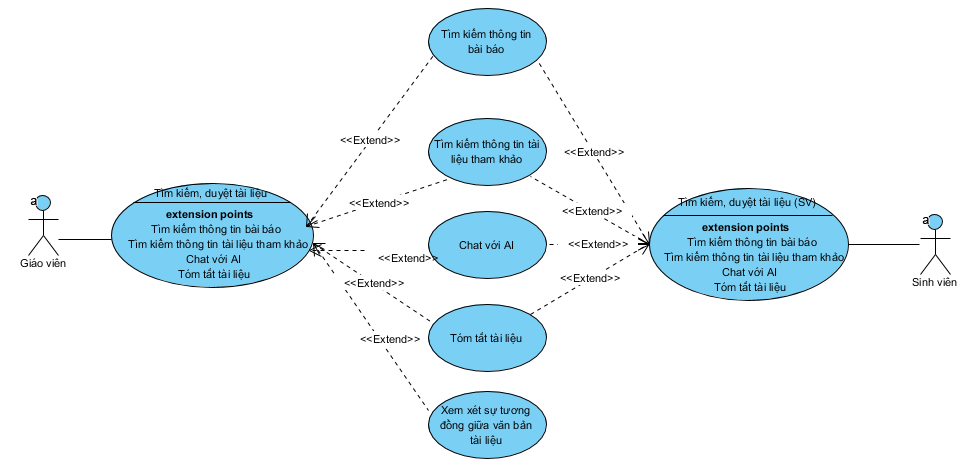 Tìm kiếm thông tin
bài báo
<<Extend>>
<<Extend>>
Tìm kiếm thông tin tài
liệu tham khảo
<<Extend>>
<<Extend>>
a
Giáo viên
Tìm kiếm, duyệt tài liệu
extension points
Tìm kiếm thông tin bài báo
Tìm kiếm thông tin tài liệu tham khảo
Chat với AI
Tóm tắt tài liệu
Chat với AI
<<Extend>>
<<Extend>>
Tìm kiếm, duyệt tài liệu (SV)
extension points
Tìm kiếm thông tin bài báo
Tìm kiếm thông tin tài liệu tham khảo
Chat với AI
Tóm tắt tài liệu
a
Sinh viên
<<Extend>>
<<Extend>>
Tóm tắt tài liệu
<<Extend>>
Xem xét sự tương
đồng giữa văn bản
tài liệu